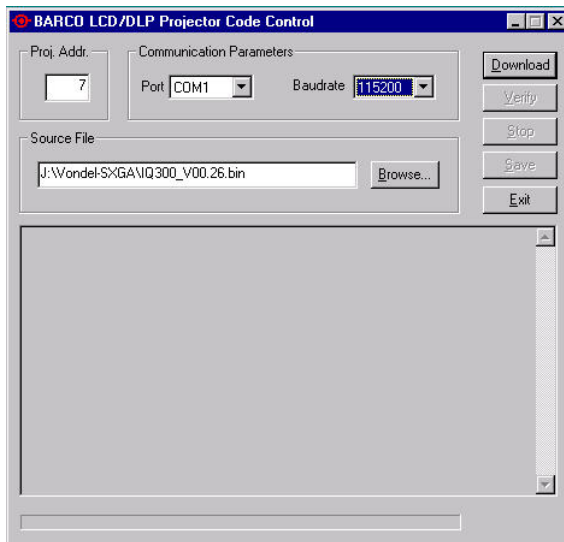 BARCO LCD/DLP Projector Code Control
Proj. Addr.
7
Communication Parameters
Port COM1
Baudrate 115200
Source File
J:\Vondel-SXGA\IQ300_V00.26.bin
Browse...
Download
Verify
Stop
Save
Exit